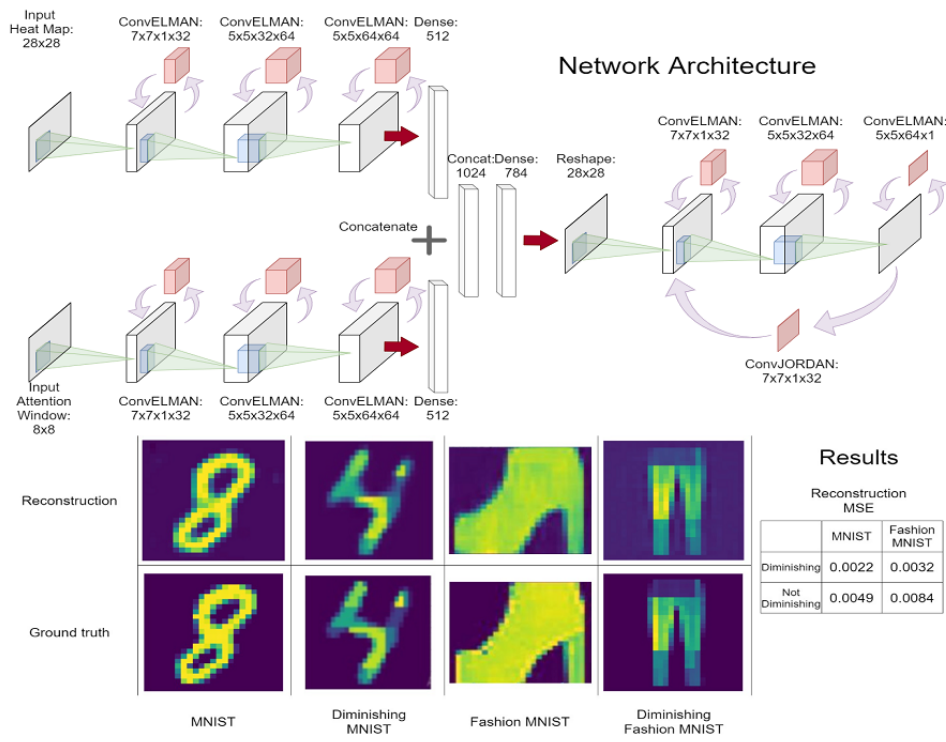 Input
Heat Map:
28x28
ConvELMAN:
7x7x1x32
ConvELMAN:
5x5x32x64
ConvELMAN:
5x5x64x64
Dense:
512
Network Architecture
ConvELMAN:
7x7x1x32
ConvELMAN:
5x5x32x64
ConvELMAN:
5x5x64x1
Concat:
1024
Dense:
784
Reshape:
28x28
Concatenate
ConvJORDAN:
7x7x1x32
Input
Attention
Window:
8x8
ConvELMAN:
7x7x1x32
ConvELMAN:
5x5x32x64
ConvELMAN:
5x5x64x64
Dense:
512
Reconstruction
Ground truth
MNIST
Diminishing
MNIST
Fashion MNIST
Diminishing
Fashion MNIST
Results
Reconstruction
MSE
MNIST
Fashion
MNIST
Diminishing
0.0022
0.0032
Not
Diminishing
0.0049
0.0084